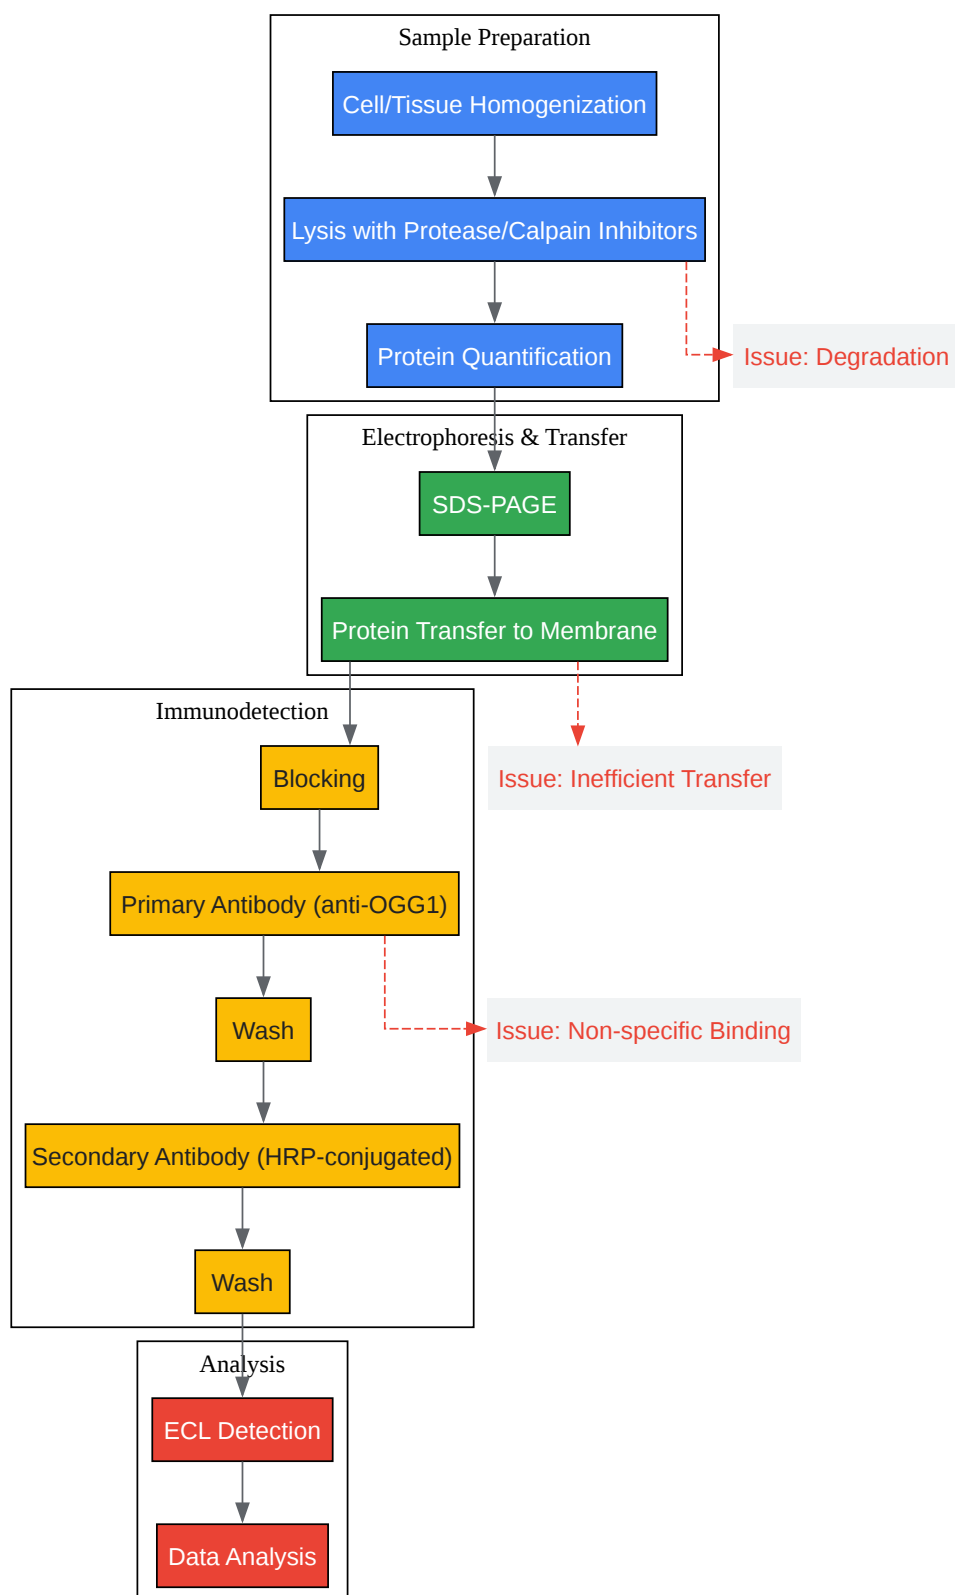 Sample Preparation
Cell/Tissue Homogenization
Lysis with Protease/Calpain Inhibitors
Protein Quantification
Issue: Degradation
Electrophoresis & Transfer
SDS-PAGE
Protein Transfer to Membrane
Immunodetection
Blocking
Issue: Inefficient Transfer
Primary Antibody (anti-OGG1)
Wash
Issue: Non-specific Binding
Secondary Antibody (HRP-conjugated)
Wash
Analysis
ECL Detection
Data Analysis